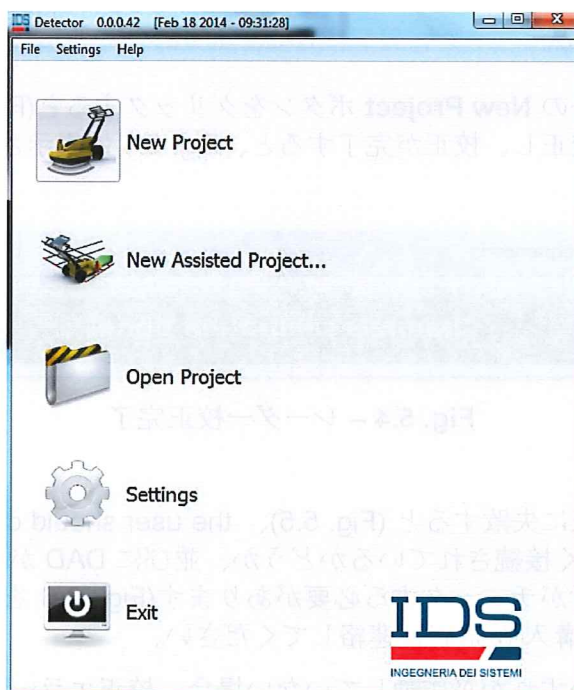 IDS Detector 0.0.0.42 [Feb 18 2014 - 09:31:28]
File Settings Help
New Project
New Assisted Project...
Open Project
Settings
Exit
IDS
INGEGNERIA DEI SISTEMI